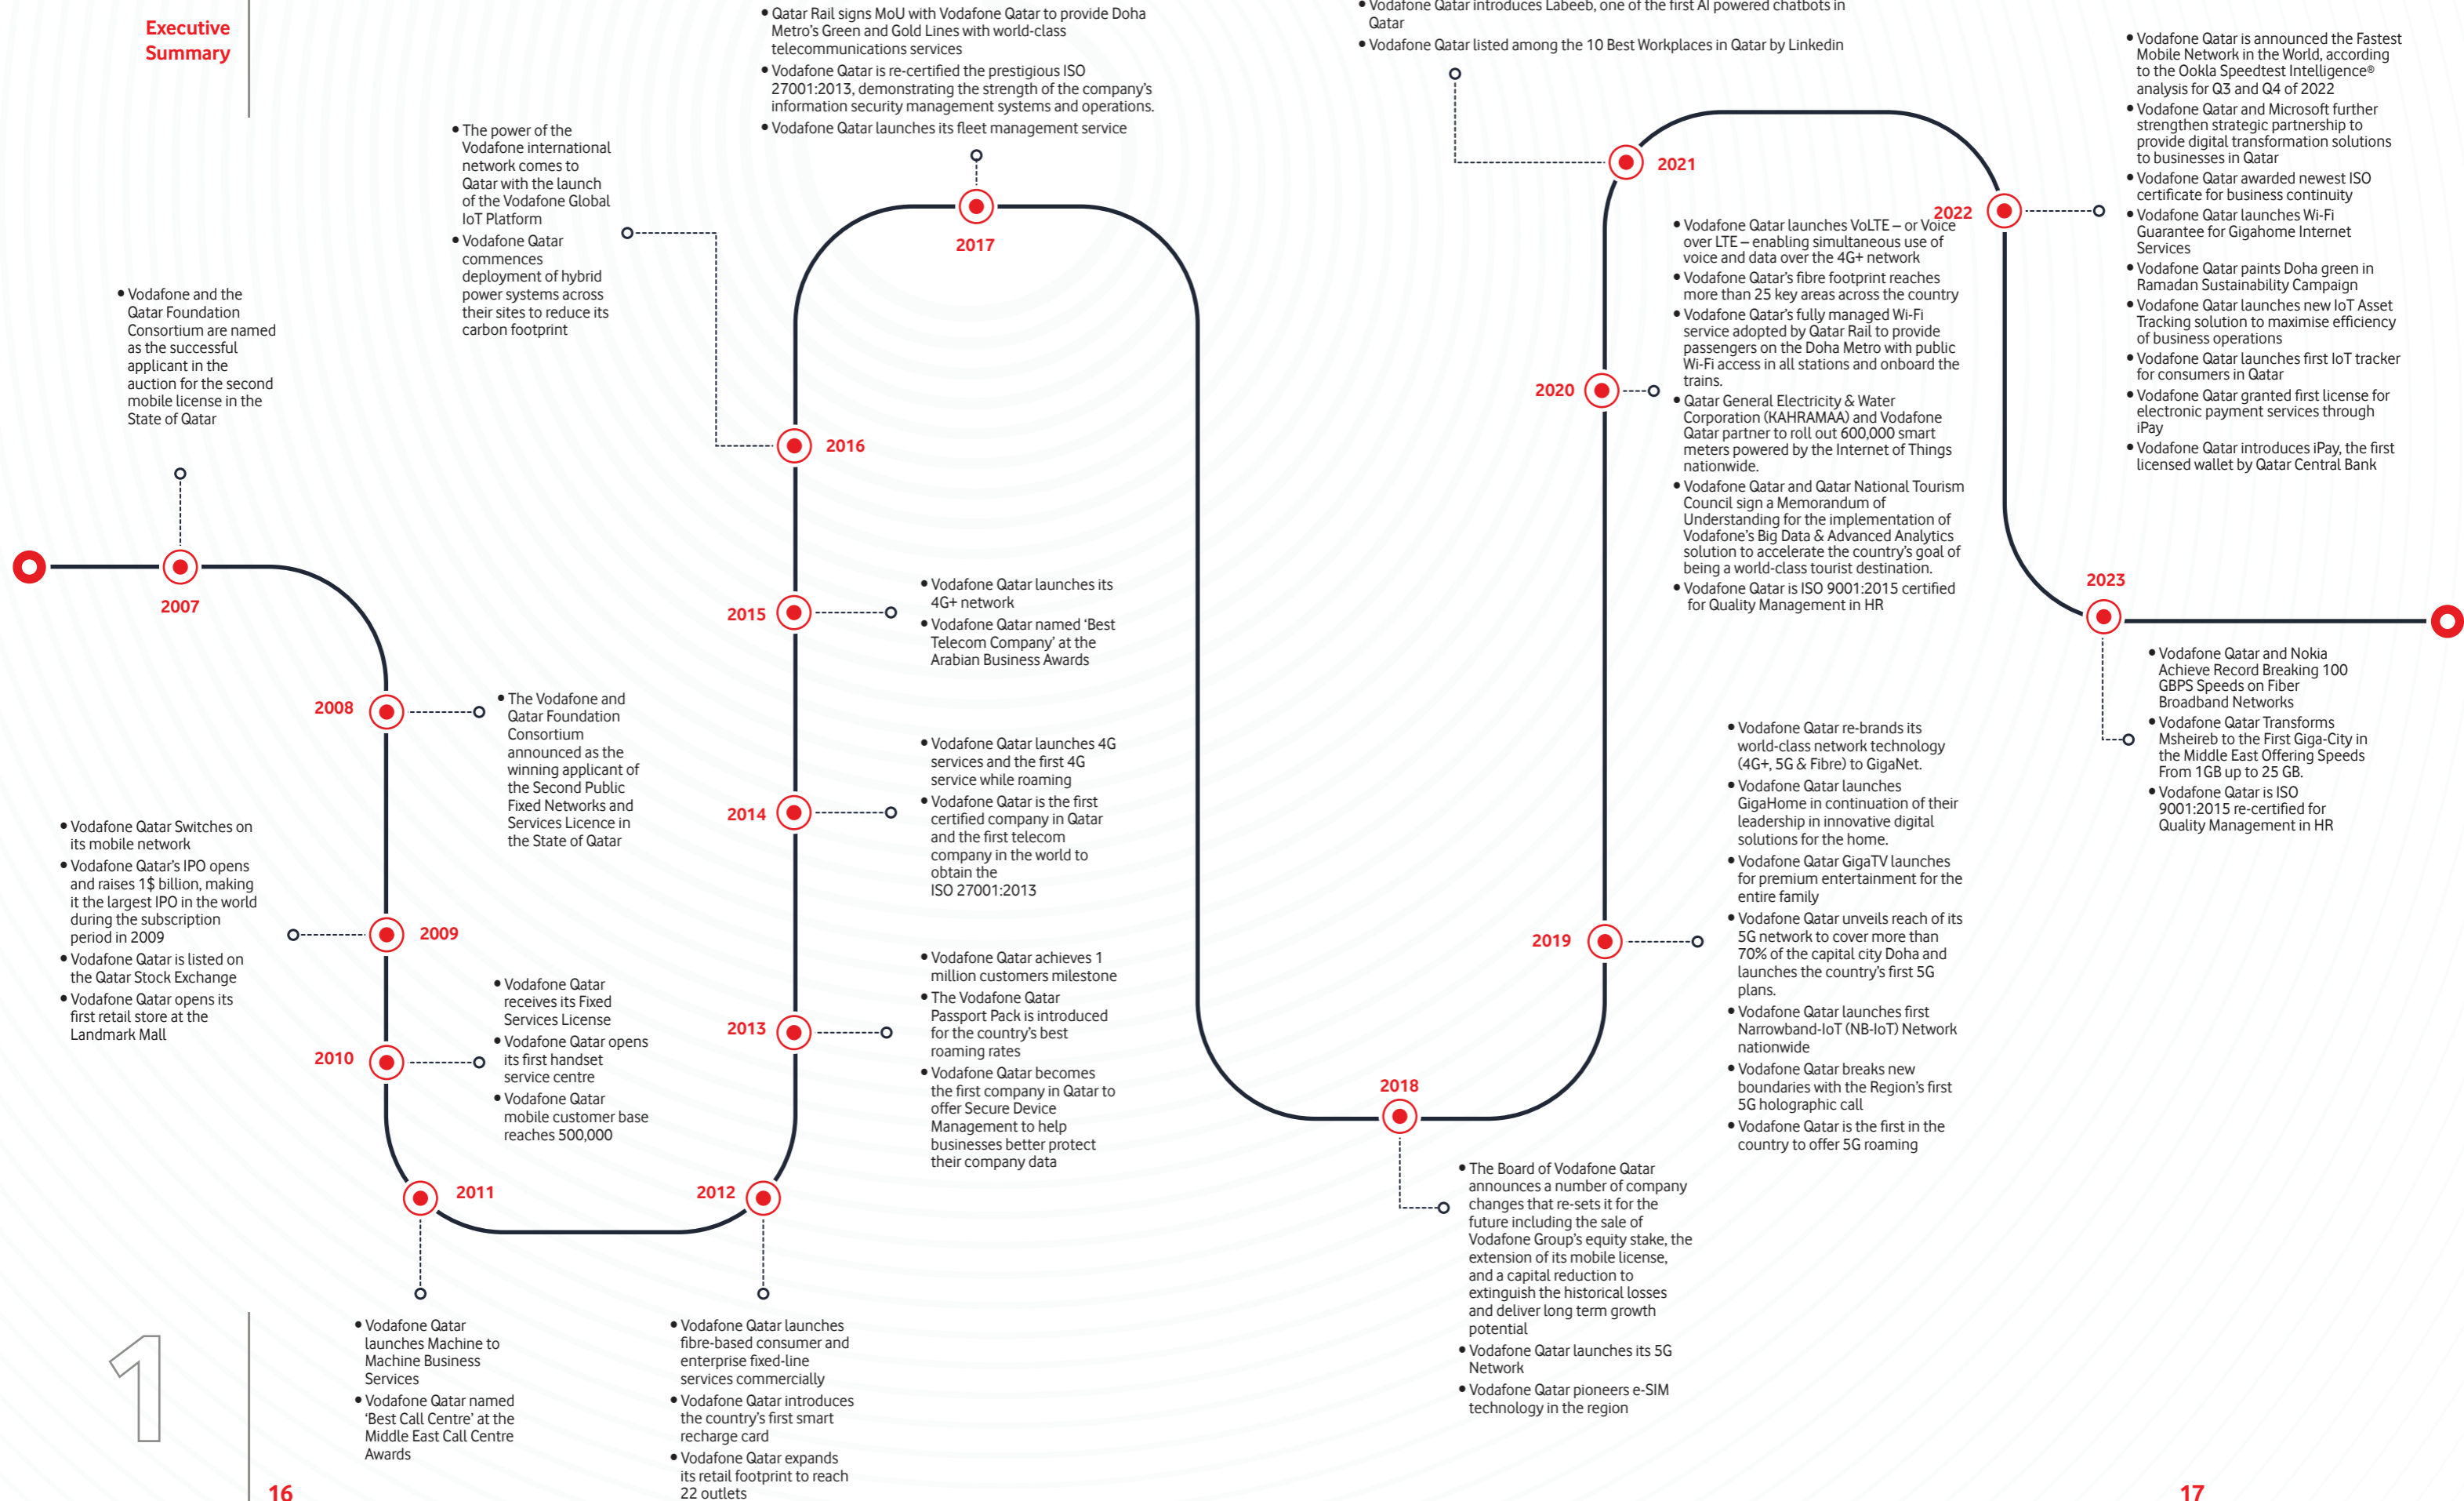 Executive
Summary
• Vodafone and the
Qatar Foundation
Consortium are named
as the successful
applicant in the
auction for the second
mobile license in the
State of Qatar
2007
2008
• The Vodafone and
Qatar Foundation
Consortium
announced as the
winning applicant of
the Second Public
Fixed Networks and
Services Licence in
the State of Qatar
• Vodafone Qatar Switches on
its mobile network
• Vodafone Qatar's IPO opens
and raises 1$ billion, making
it the largest IPO in the world
during the subscription
period in 2009
• Vodafone Qatar is listed on
the Qatar Stock Exchange
• Vodafone Qatar opens its
first retail store at the
Landmark Mall
2009
2010
• Vodafone Qatar
receives its Fixed
Services License
• Vodafone Qatar opens
its first handset
service centre
• Vodafone Qatar
mobile customer base
reaches 500,000
2011
• Vodafone Qatar
launches Machine to
Machine Business
Services
• Vodafone Qatar named
‘Best Call Centre’ at the
Middle East Call Centre
Awards
2012
• Vodafone Qatar launches
fibre-based consumer and
enterprise fixed-line
services commercially
• Vodafone Qatar introduces
the country's first smart
recharge card
• Vodafone Qatar expands
its retail footprint to reach
22 outlets
2013
• Vodafone Qatar achieves 1
million customers milestone
• The Vodafone Qatar
Passport Pack is introduced
for the country's best
roaming rates
• Vodafone Qatar becomes
the first company in Qatar to
offer Secure Device
Management to help
businesses better protect
their company data
2014
• Vodafone Qatar launches 4G
services and the first 4G
service while roaming
• Vodafone Qatar is the first
certified company in Qatar
and the first telecom
company in the world to
obtain the
ISO 27001:2013
2015
• Vodafone Qatar launches its
4G+ network
• Vodafone Qatar named ‘Best
Telecom Company’ at the
Arabian Business Awards
• The power of the
Vodafone international
network comes to
Qatar with the launch
of the Vodafone Global
IoT Platform
• Vodafone Qatar
commences
deployment of hybrid
power systems across
their sites to reduce its
carbon footprint
2016
• Qatar Rail signs MoU with Vodafone Qatar to provide Doha
Metro's Green and Gold Lines with world-class
telecommunications services
• Vodafone Qatar is re-certified the prestigious ISO
27001:2013, demonstrating the strength of the company's
information security management systems and operations.
• Vodafone Qatar launches its fleet management service
2017
2018
• The Board of Vodafone Qatar
announces a number of company
changes that re-sets it for the
future including the sale of
Vodafone Group's equity stake, the
extension of its mobile license,
and a capital reduction to
extinguish the historical losses
and deliver long term growth
potential
• Vodafone Qatar launches its 5G
Network
• Vodafone Qatar pioneers e-SIM
technology in the region
2019
• Vodafone Qatar re-brands its
world-class network technology
(4G+, 5G & Fibre) to GigaNet.
• Vodafone Qatar launches
GigaHome in continuation of their
leadership in innovative digital
solutions for the home.
• Vodafone Qatar GigaTV launches
for premium entertainment for the
entire family
• Vodafone Qatar unveils reach of its
5G network to cover more than
70% of the capital city Doha and
launches the country's first 5G
plans.
• Vodafone Qatar launches first
Narrowband-IoT (NB-IoT) Network
nationwide
• Vodafone Qatar breaks new
boundaries with the Region's first
5G holographic call
• Vodafone Qatar is the first in the
country to offer 5G roaming
2020
• Vodafone Qatar launches VoLTE – or Voice
over LTE – enabling simultaneous use of
voice and data over the 4G+ network
• Vodafone Qatar's fibre footprint reaches
more than 25 key areas across the country
• Vodafone Qatar's fully managed Wi-Fi
service adopted by Qatar Rail to provide
passengers on the Doha Metro with public
Wi-Fi access in all stations and onboard the
trains.
• Qatar General Electricity & Water
Corporation (KAHRAMAA) and Vodafone
Qatar partner to roll out 600,000 smart
meters powered by the Internet of Things
nationwide.
• Vodafone Qatar and Qatar National Tourism
Council sign a Memorandum of
Understanding for the implementation of
Vodafone's Big Data & Advanced Analytics
solution to accelerate the country's goal of
being a world-class tourist destination.
• Vodafone Qatar is ISO 9001:2015 certified
for Quality Management in HR
• Vodafone Qatar introduces Labeeb, one of the first AI powered chatbots in
Qatar
• Vodafone Qatar listed among the 10 Best Workplaces in Qatar by Linkedin
2021
2022
• Vodafone Qatar is announced the Fastest
Mobile Network in the World, according
to the Ookla Speedtest Intelligence®
analysis for Q3 and Q4 of 2022
• Vodafone Qatar and Microsoft further
strengthen strategic partnership to
provide digital transformation solutions
to businesses in Qatar
• Vodafone Qatar awarded newest ISO
certificate for business continuity
• Vodafone Qatar launches Wi-Fi
Guarantee for Gigahome Internet
Services
• Vodafone Qatar paints Doha green in
Ramadan Sustainability Campaign
• Vodafone Qatar launches new IoT Asset
Tracking solution to maximise efficiency
of business operations
• Vodafone Qatar launches first IoT tracker
for consumers in Qatar
• Vodafone Qatar granted first license for
electronic payment services through
iPay
• Vodafone Qatar introduces iPay, the first
licensed wallet by Qatar Central Bank
2023
• Vodafone Qatar and Nokia
Achieve Record Breaking 100
GBPS Speeds on Fiber
Broadband Networks
• Vodafone Qatar Transforms
Msheireb to the First Giga-City in
the Middle East Offering Speeds
From 1GB up to 25 GB.
• Vodafone Qatar is ISO
9001:2015 re-certified for
Quality Management in HR
1
16
17